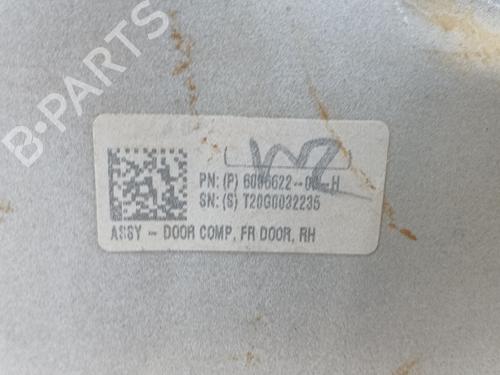 B-PARTS
PN: (P) 6006622-00-H
SN: (S) T20G0032235
ASSY - DOOR COMP, FR DOOR, RH